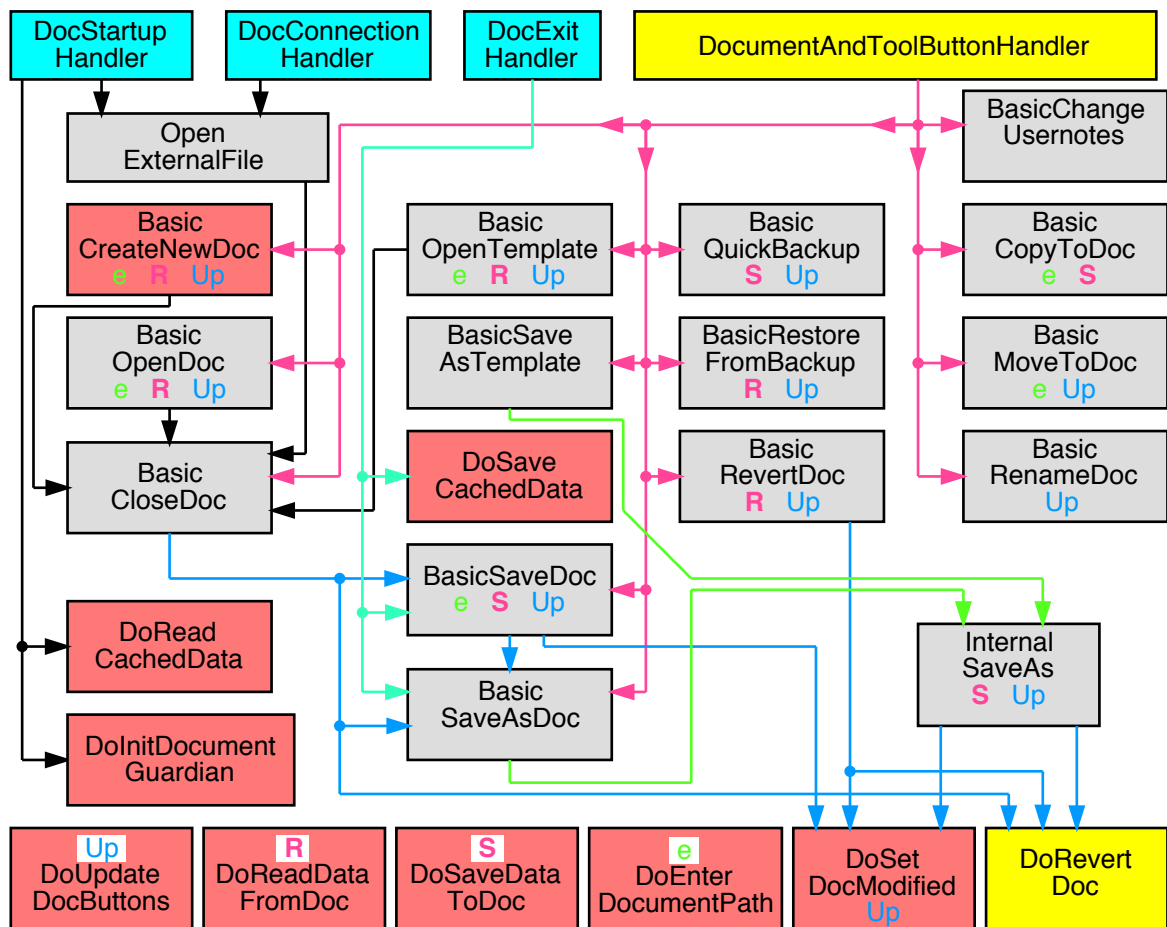 DocStartup
Handler
DocConnection
Handler
DocExit
Handler
DocumentAndToolButtonHandler
Open
ExternalFile
BasicChange
Usernotes
Basic
CreateNewDoc
e R Up
Basic
OpenTemplate
e R Up
Basic
QuickBackup
S Up
Basic
CopyToDoc
e S
Basic
OpenDoc
e R Up
BasicSave
AsTemplate
BasicRestore
FromBackup
R Up
Basic
MoveToDoc
e Up
Basic
CloseDoc
DoSave
CachedData
Basic
RevertDoc
R Up
Basic
RenameDoc
Up
BasicSaveDoc
e S Up
DoRead
CachedData
Internal
SaveAs
S Up
Basic
SaveAsDoc
DoInitDocument
Guardian
Up
DoUpdate
DocButtons
R
DoReadData
FromDoc
S
DoSaveData
ToDoc
e
DoEnter
DocumentPath
DoSet
DocModified
Up
DoRevert
Doc